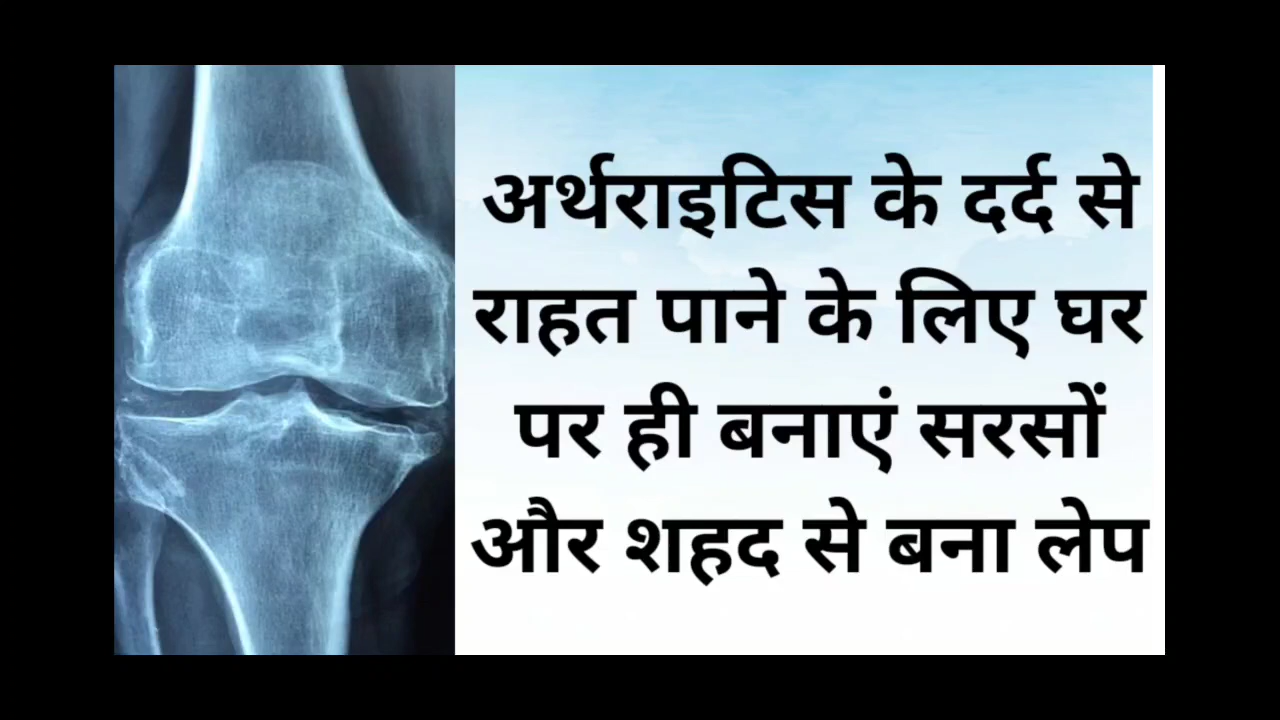 अर्थराइटिस के दर्द से
राहत पाने के लिए घर
पर ही बनाएं सरसों
और शहद से बना लेप